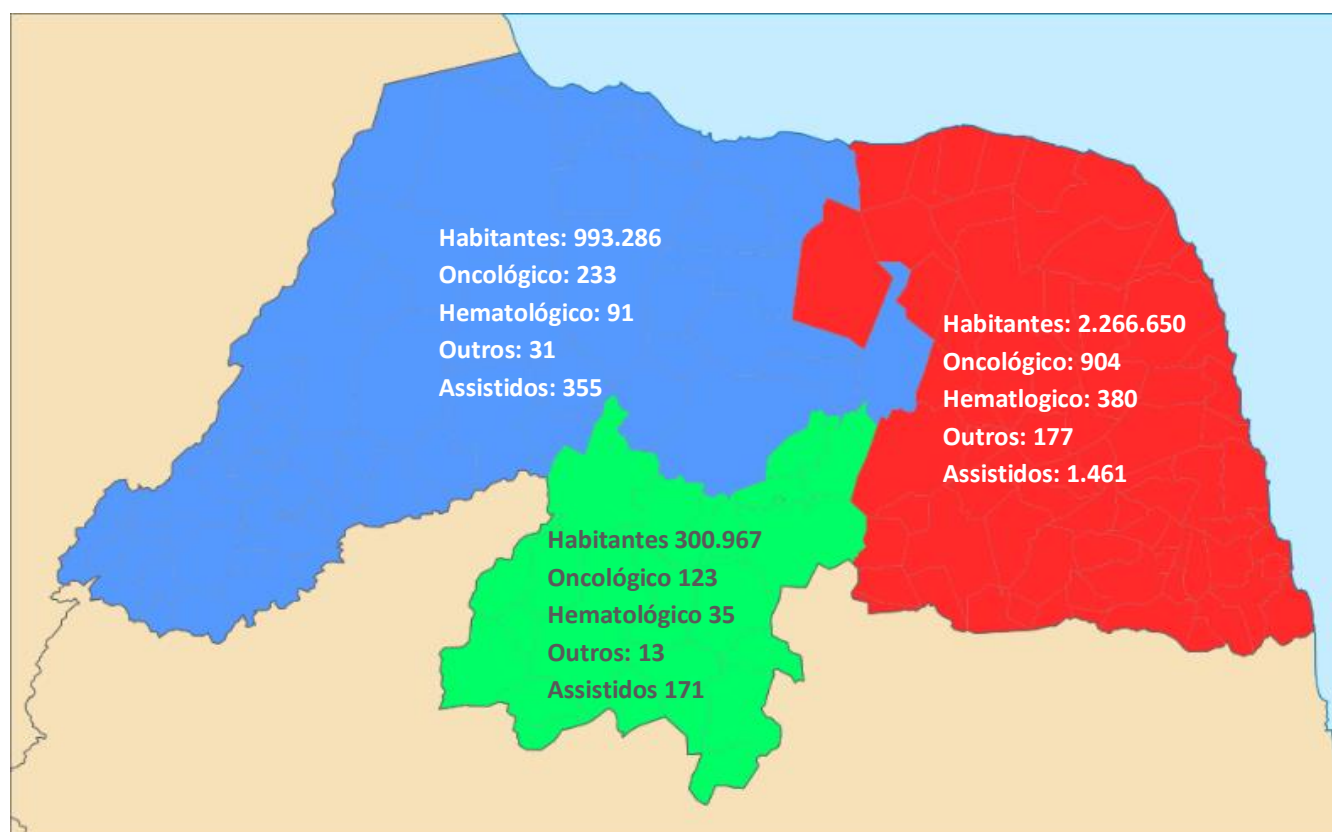 Habitantes: 993.286
Oncológico: 233
Hematológico: 91
Outros: 31
Assistidos: 355
Habitantes: 2.266.650
Oncológico: 904
Hematlogico: 380
Outros: 177
Assistidos: 1.461
Habitantes 300.967
Oncológico 123
Hematológico 35
Outros: 13
Assistidos 171